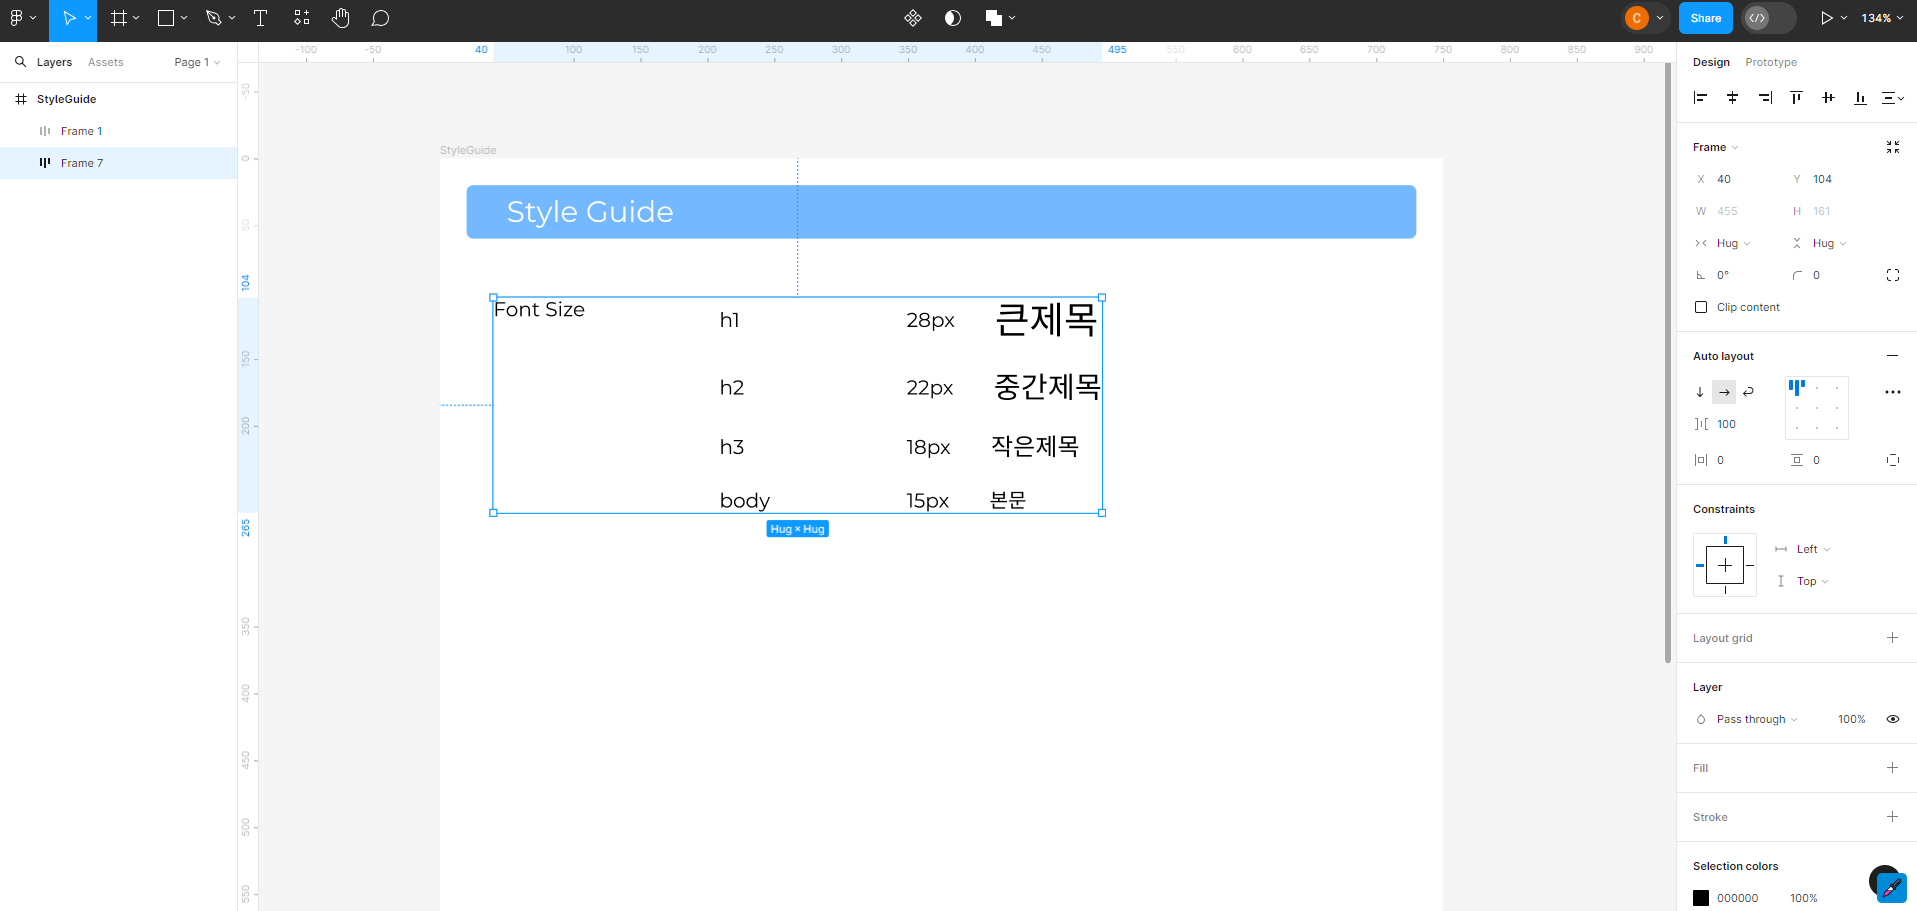 C
Share
134%
Layers
Assets
Page 1
StyleGuide
Frame 1
Frame 7
-100
-50
40
100
150
200
250
300
350
400
450
495
550
600
650
700
750
800
850
900
-50
0
50
104
150
200
265
350
400
450
500
550
StyleGuide
Style Guide
Font Size
h1
28px
큰제목
h2
22px
중간제목
h3
18px
작은제목
body
15px
본문
Hug × Hug
Design
Prototype
Frame
X 40
Y 104
W 455
H 161
Hug
Hug
0°
0
Clip content
Auto layout
100
0
0
Constraints
Left
Top
Layout grid
Layer
Pass through
100%
Fill
Stroke
Selection colors
000000
100%